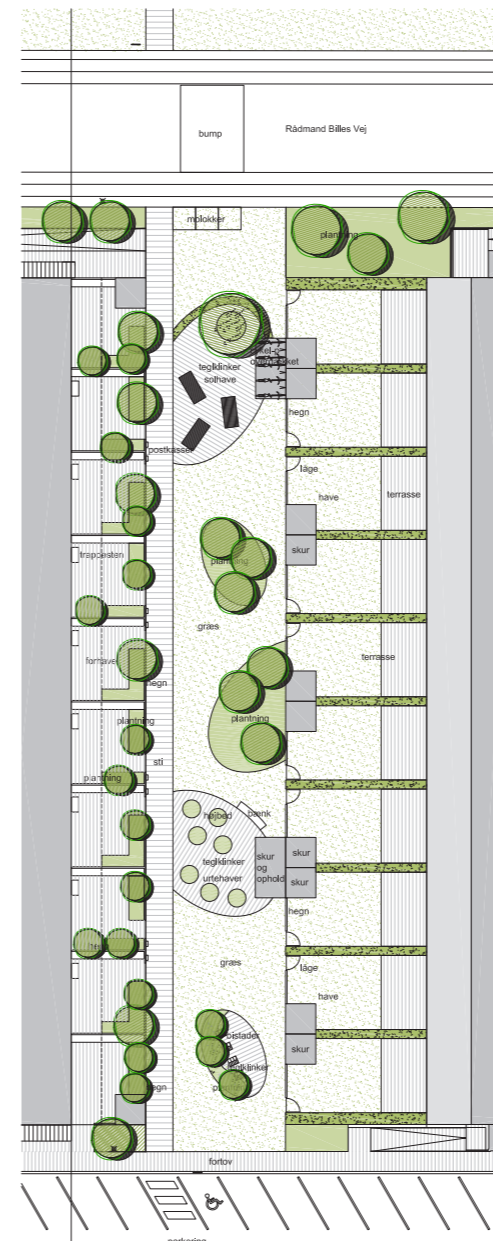 bump
Rådmand Billes Vej
molokker
plantning
teglklinker
solhave
hegn
postkasser
låge
have
terrasse
skur
trappesten
plantning
græs
forhave
hegn
terrasse
plantning
plantning
sti
plantning
højbed
bænk
teglklinker
urtehaver
skur
og
ophold
skur
skur
hegn
græs
låge
have
bistader
skur
teglklinker
hegn
fortov
parkering